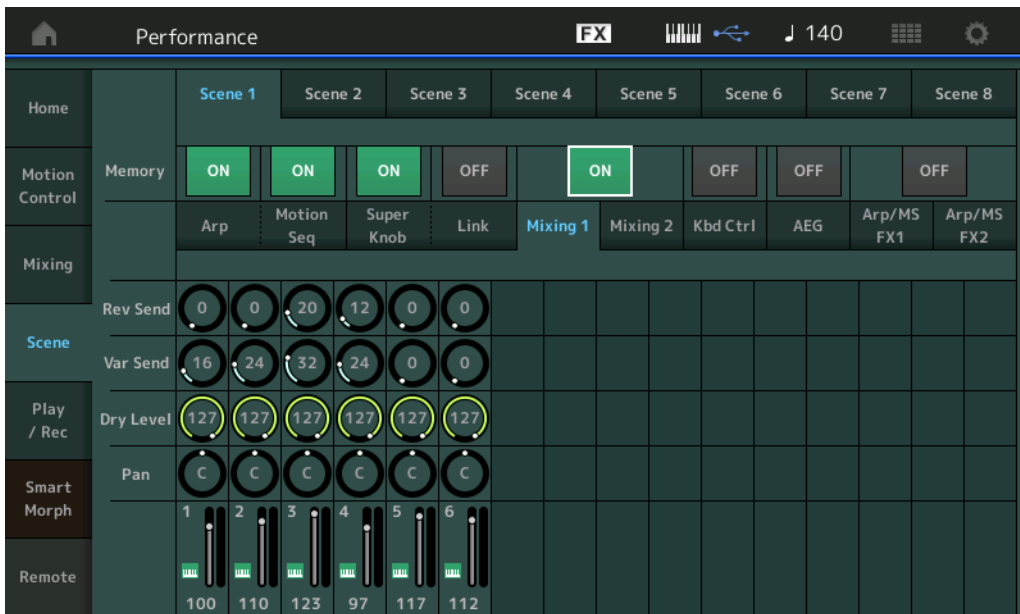 Performance FX 140
Scene 1 Scene 2 Scene 3 Scene 4 Scene 5 Scene 6 Scene 7 Scene 8
Home
Memory ON ON ON OFF ON OFF OFF OFF
Motion
Control
Arp Motion
Seq Super
Knob Link Mixing 1 Mixing 2 Kbd Ctrl AEG Arp/MS
FX1 Arp/MS
FX2
Mixing
Rev Send 0 0 20 12 0 0
Scene
Var Send 16 24 32 24 0 0
Play
/ Rec
Dry Level 127 127 127 127 127 127
Pan C C C C C C
Smart
Morph
1 2 3 4 5 6
Remote
100 110 123 97 117 112